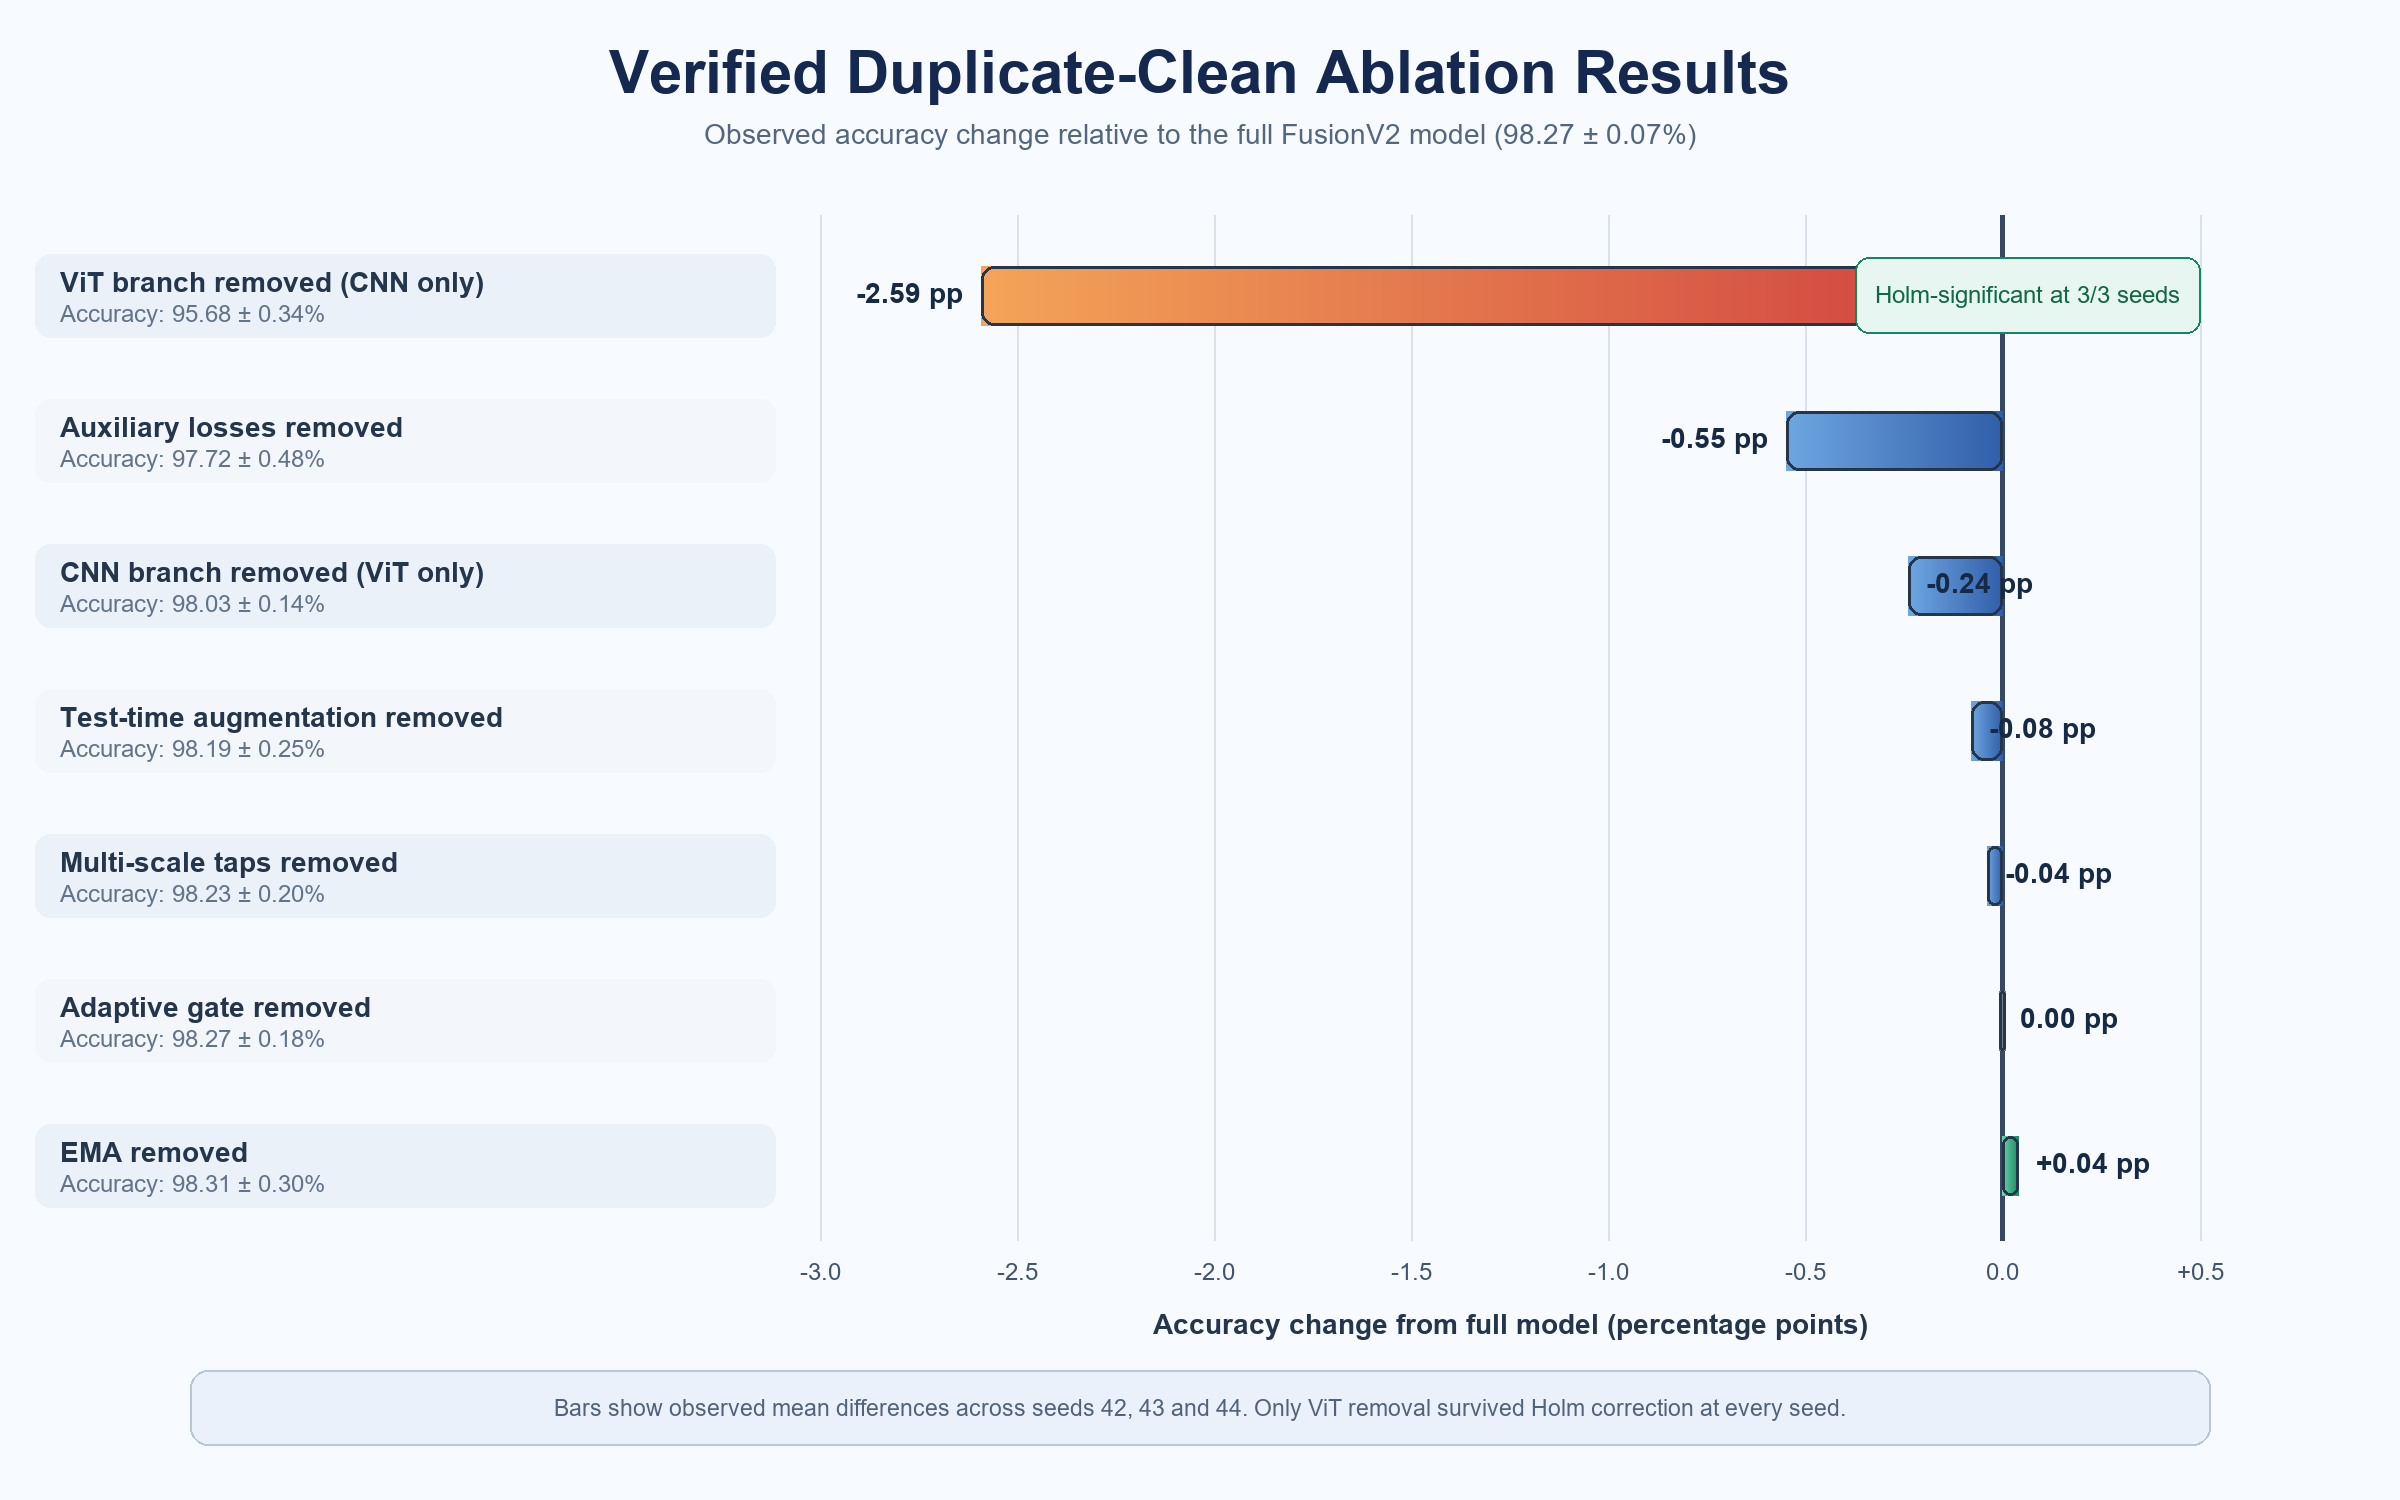 Verified Duplicate-Clean Ablation Results
Observed accuracy change relative to the full FusionV2 model (98.27 ± 0.07%)
ViT branch removed (CNN only)
Accuracy: 95.68 ± 0.34%
-2.59 pp
Holm-significant at 3/3 seeds
Auxiliary losses removed
Accuracy: 97.72 ± 0.48%
-0.55 pp
CNN branch removed (ViT only)
Accuracy: 98.03 ± 0.14%
-0.24 pp
Test-time augmentation removed
Accuracy: 98.19 ± 0.25%
-0.08 pp
Multi-scale taps removed
Accuracy: 98.23 ± 0.20%
-0.04 pp
Adaptive gate removed
Accuracy: 98.27 ± 0.18%
0.00 pp
EMA removed
Accuracy: 98.31 ± 0.30%
+0.04 pp
-3.0 -2.5 -2.0 -1.5 -1.0 -0.5 0.0 +0.5
Accuracy change from full model (percentage points)
Bars show observed mean differences across seeds 42, 43 and 44. Only ViT removal survived Holm correction at every seed.